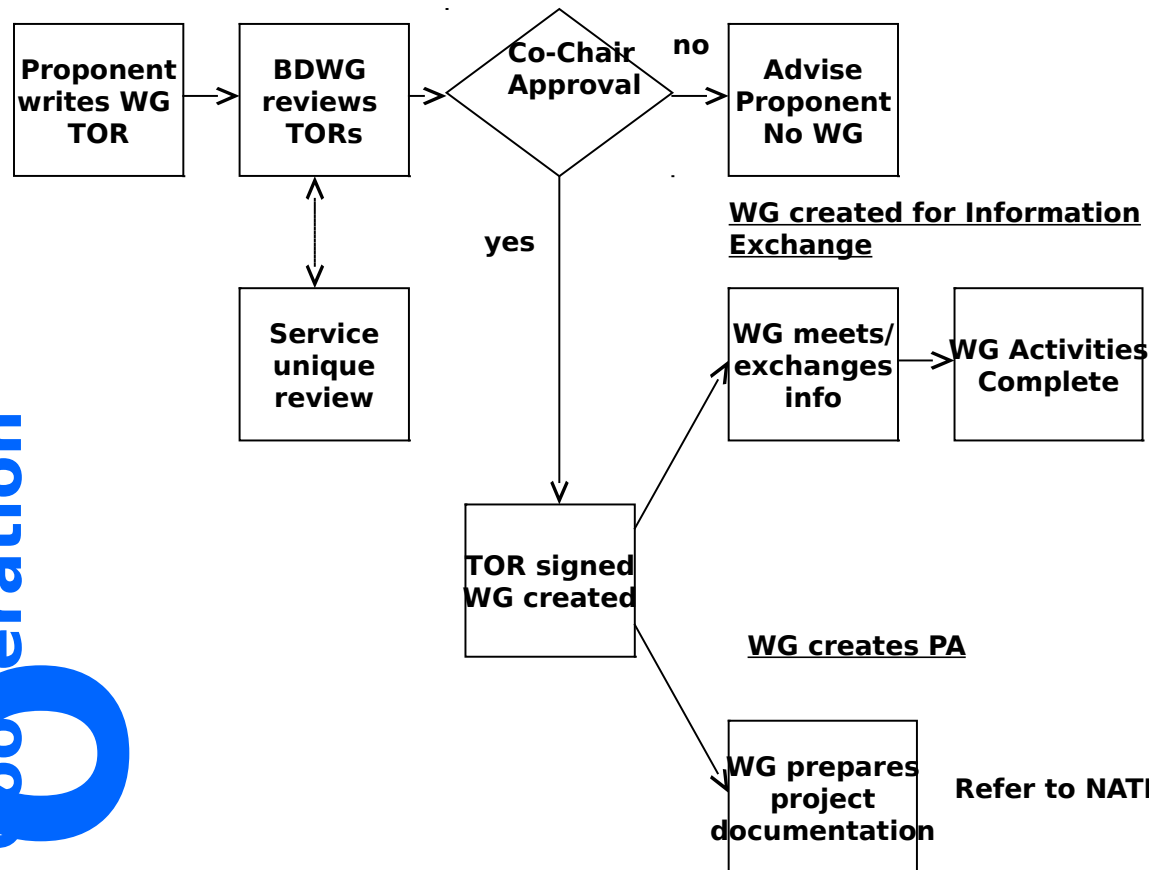 Proponent
writes WG
TOR
BDWG
reviews
TORs
Co-Chair
Approval
no
Advise
Proponent
No WG
WG created for Information
Exchange
yes
Service
unique
review
WG meets/
exchanges
info
WG Activities
Complete
TOR signed
WG created
WG creates PA
WG prepares
project
documentation
Refer to